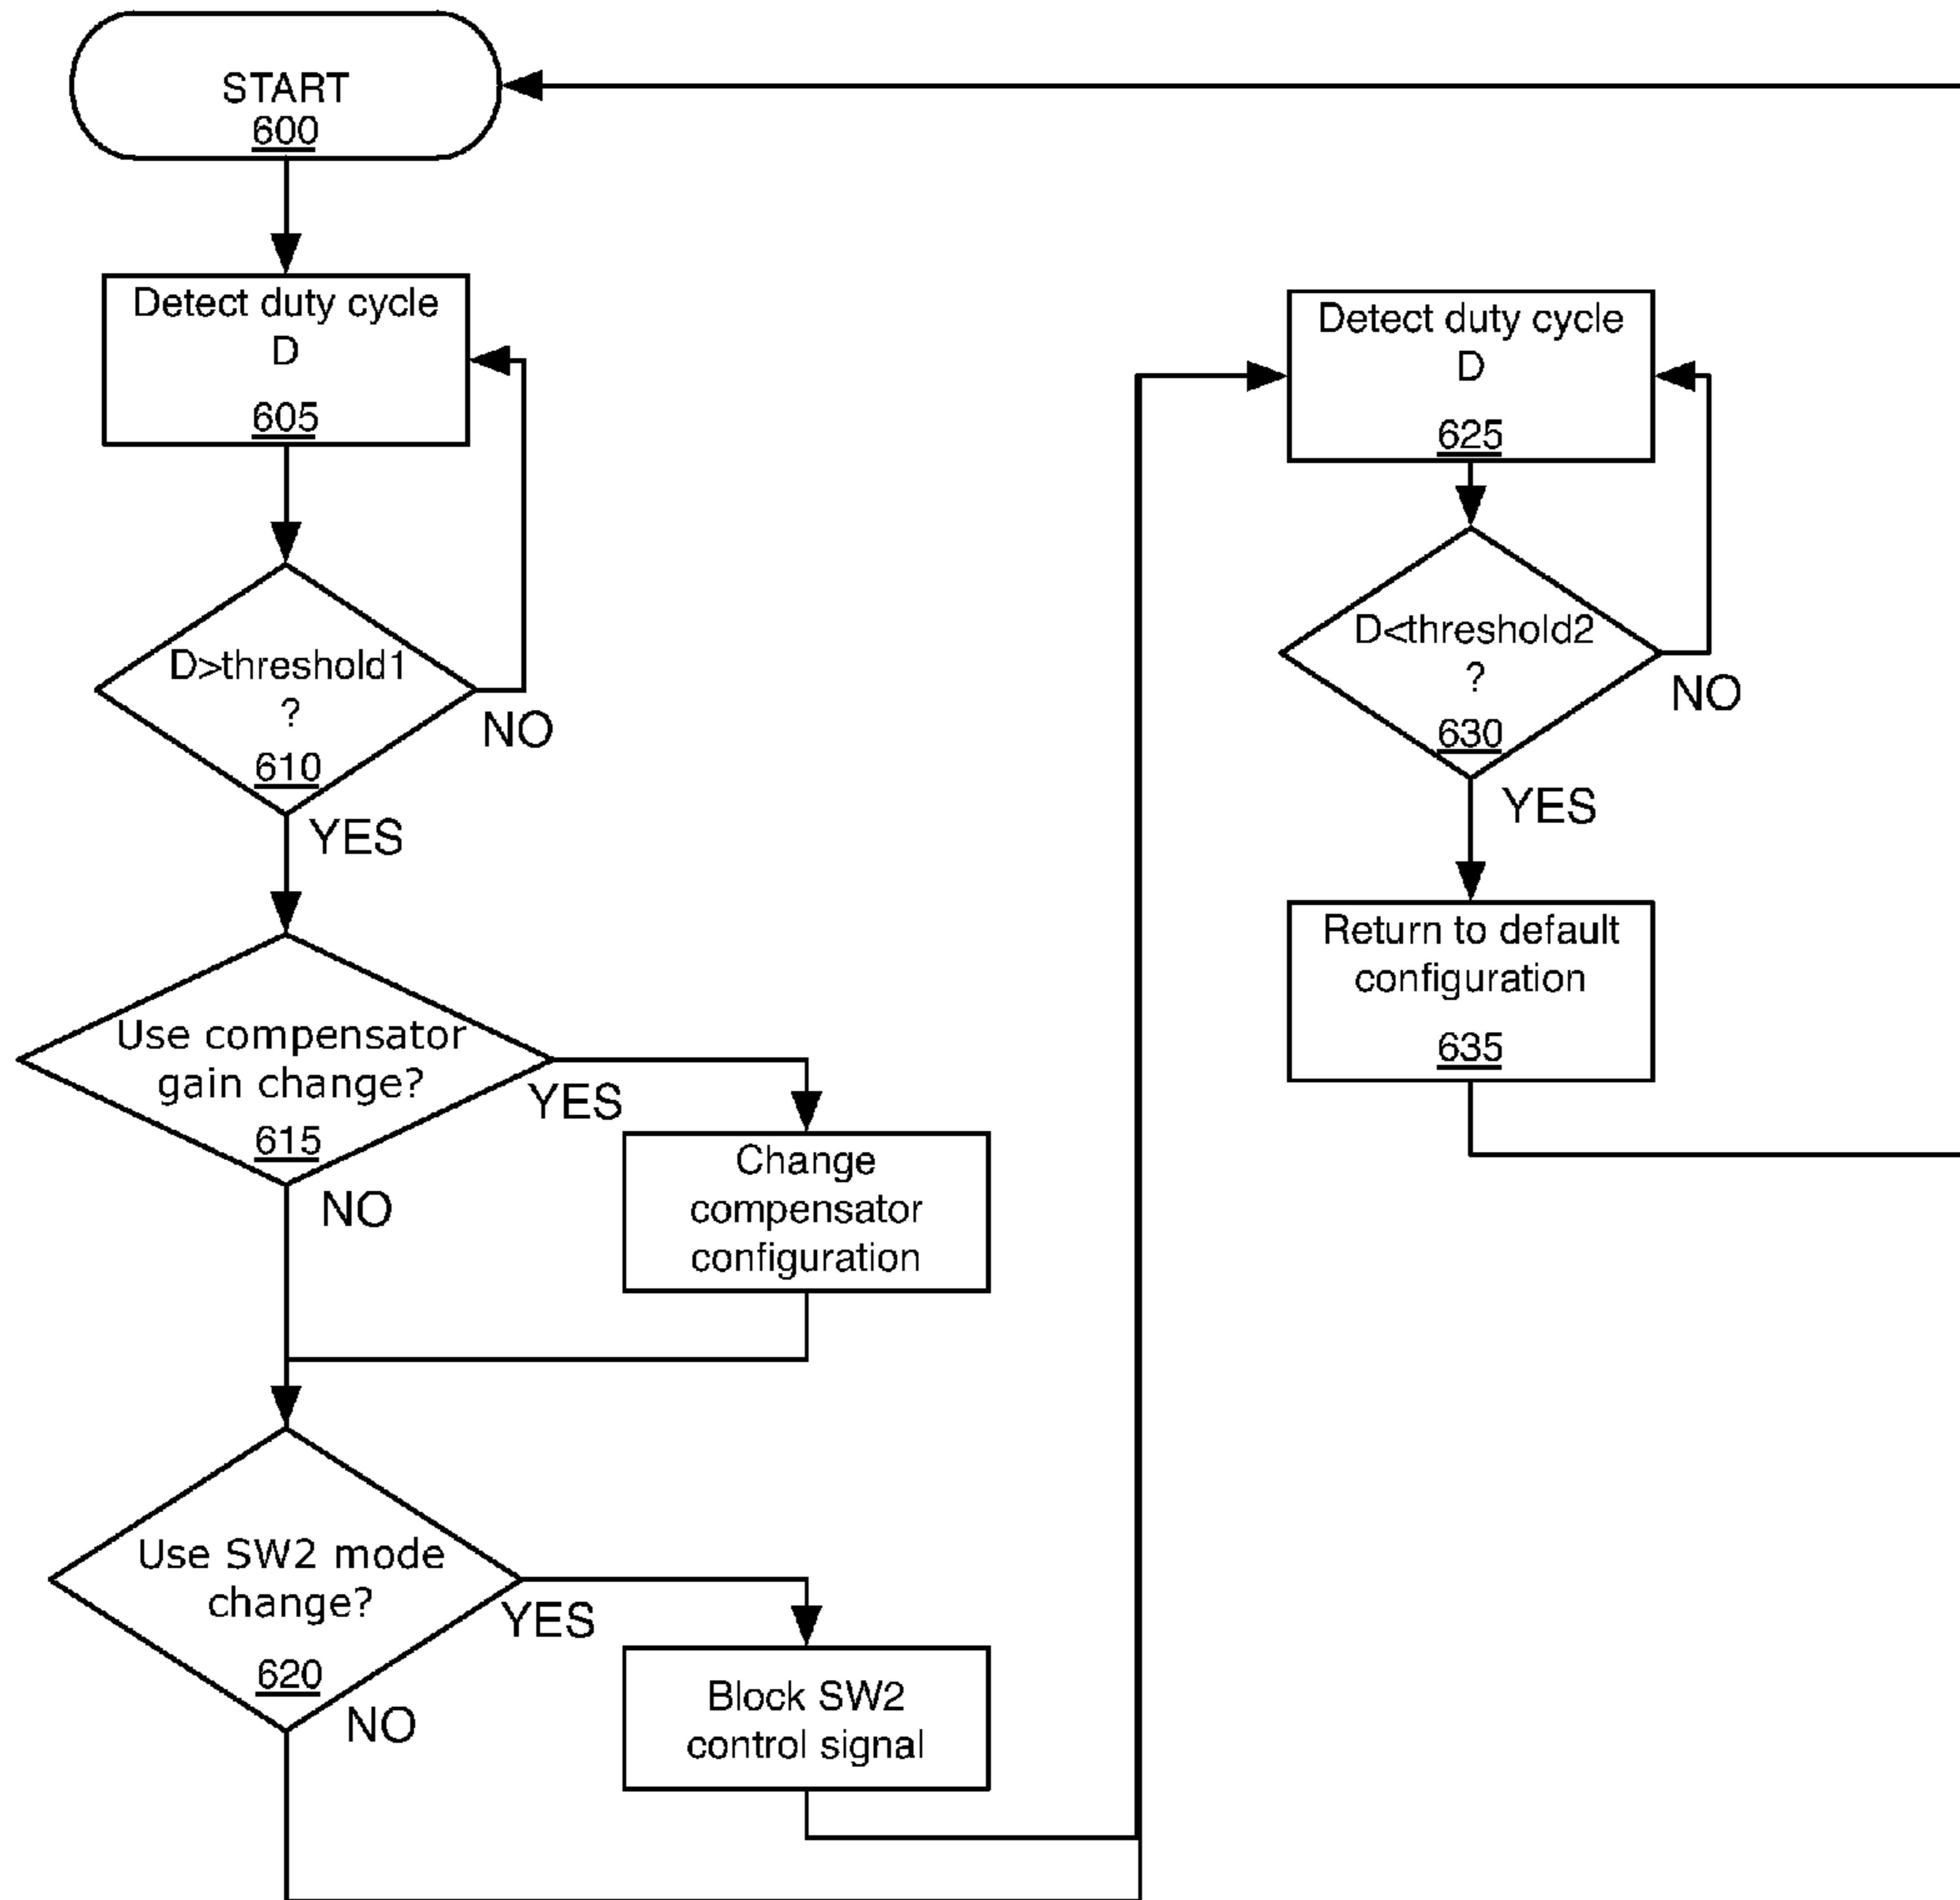 START
600
Detect duty cycle
D
605
D>threshold1
?
610
NO
YES
Use compensator
gain change?
615
YES
NO
Change
compensator
configuration
Use SW2 mode
change?
620
YES
NO
Block SW2
control signal
Detect duty cycle
D
625
D<threshold2
?
630
NO
YES
Return to default
configuration
635